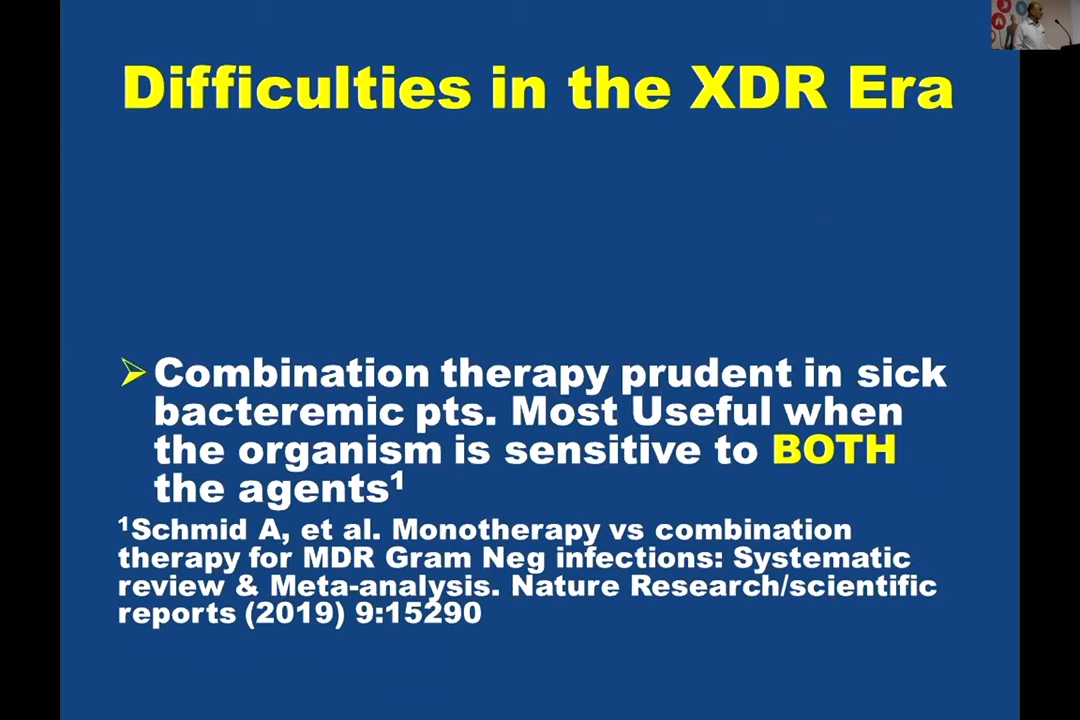 Difficulties in the XDR Era
Combination therapy prudent in sick
bacteremic pts. Most Useful when
the organism is sensitive to BOTH
the agents¹
¹Schmid A, et al. Monotherapy vs combination
therapy for MDR Gram Neg infections: Systematic
review & Meta-analysis. Nature Research/scientific
reports (2019) 9:15290